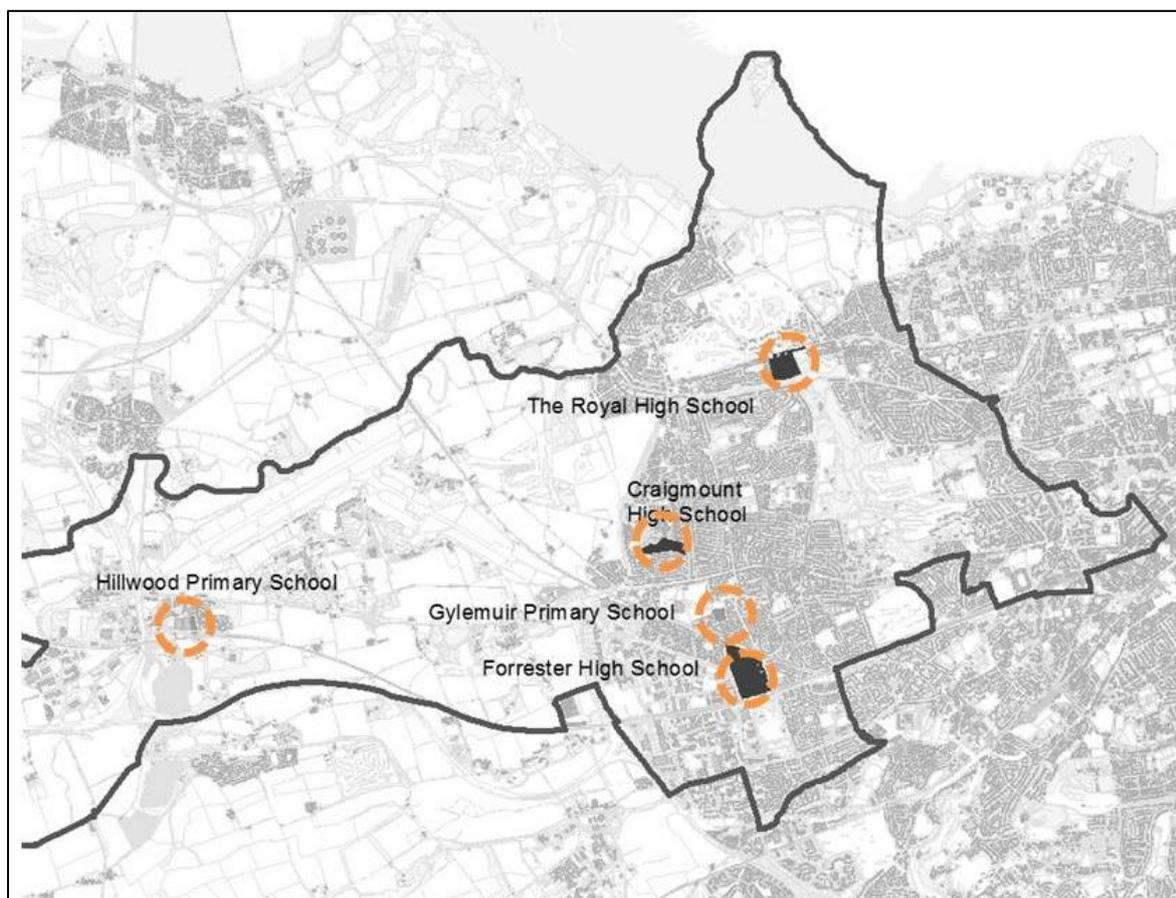 The Royal High School
Craigmount
High School
Hillwood Primary School
Gylemuir Primary School
Forrester High School